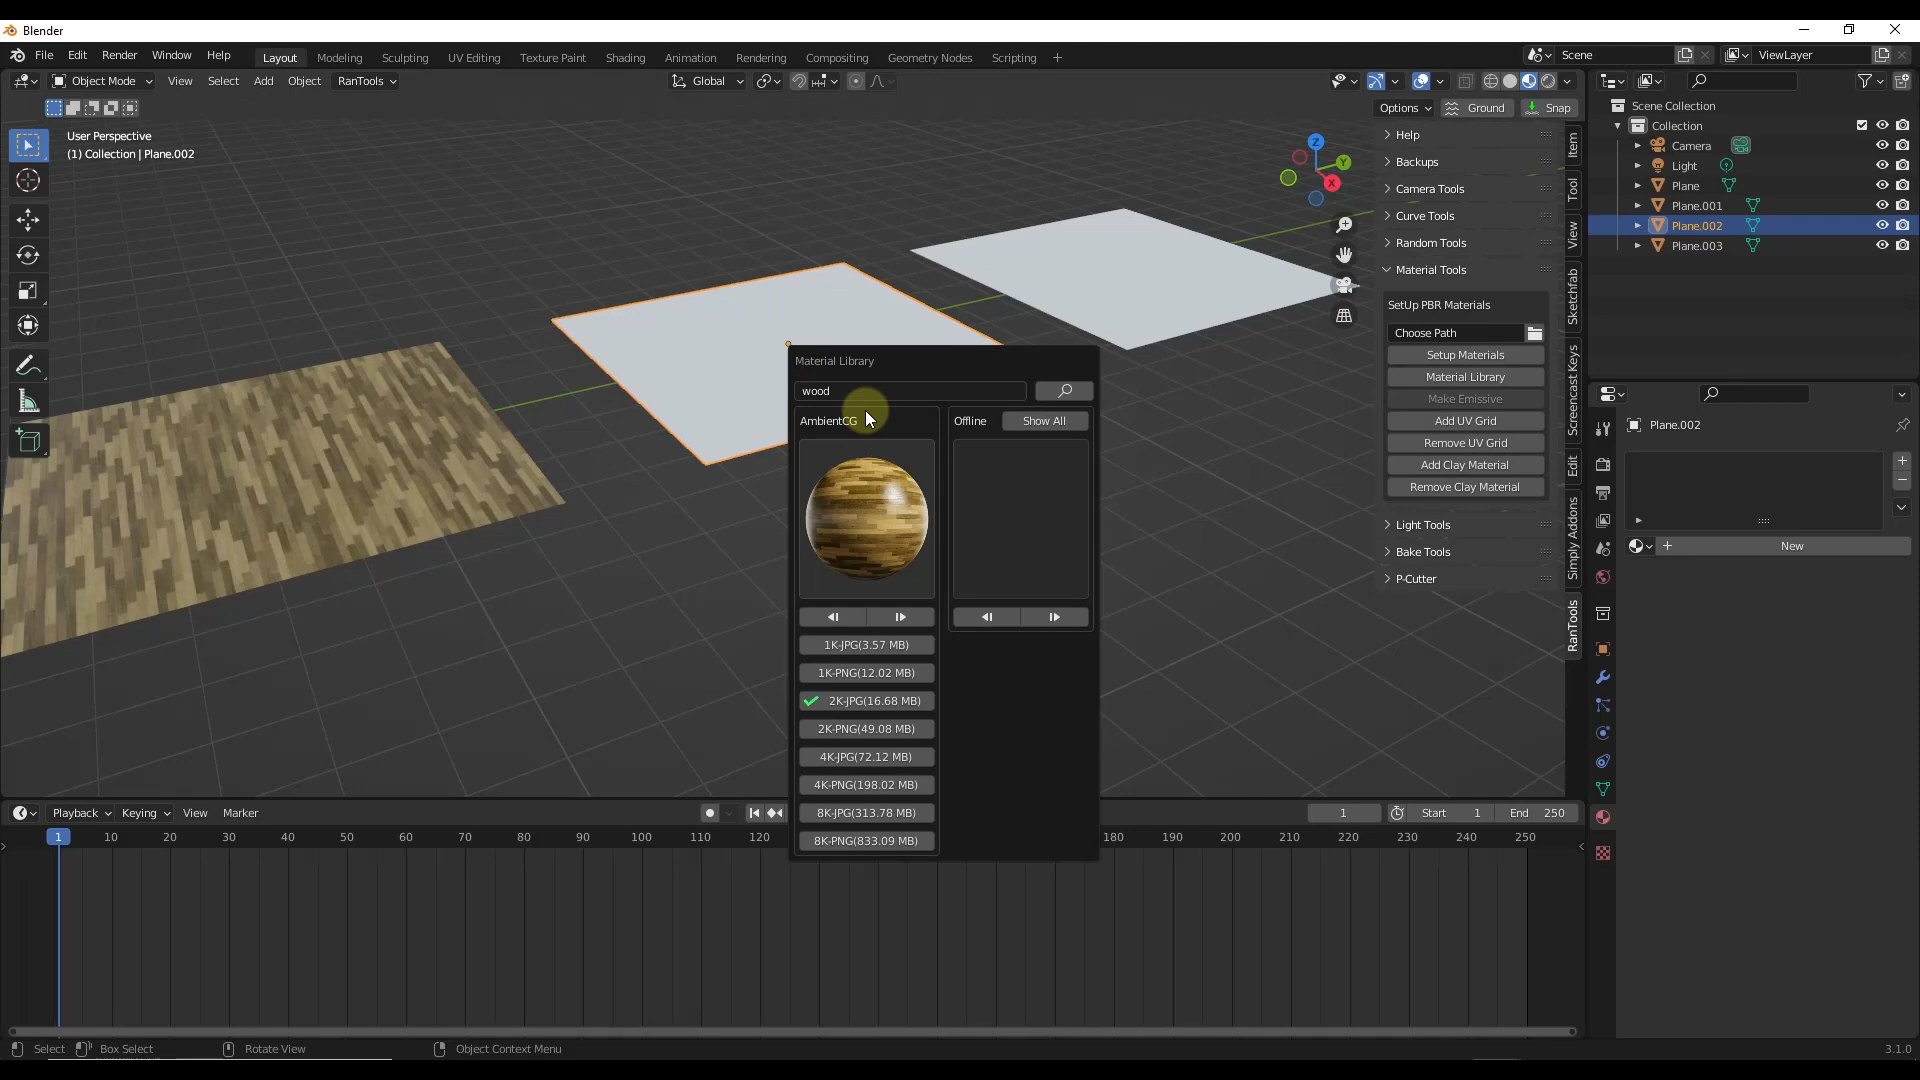 Blender
File Edit Render Window Help Layout Modeling Sculpting UV Editing Texture Paint Shading Animation Rendering Compositing Geometry Nodes Scripting + Scene ViewLayer
Object Mode View Select Add Object RanTools Global
Options Ground Snap
User Perspective
(1) Collection | Plane.002
Z
Y
X
Help
Backups
Camera Tools
Curve Tools
Random Tools
Material Tools
SetUp PBR Materials
Choose Path
Setup Materials
Material Library
Make Emissive
Add UV Grid
Remove UV Grid
Add Clay Material
Remove Clay Material
Light Tools
Bake Tools
P-Cutter
Item
Tool
View
Sketchfab
Screencast Keys
Edit
Simply Addons
RanTools
Material Library
wood
AmbientCG
Offline Show All
1K-JPG(3.57 MB)
1K-PNG(12.02 MB)
2K-JPG(16.68 MB)
2K-PNG(49.08 MB)
4K-JPG(72.12 MB)
4K-PNG(198.02 MB)
8K-JPG(313.78 MB)
8K-PNG(833.09 MB)
Scene Collection
Collection
Camera
Light
Plane
Plane.001
Plane.002
Plane.003
Plane.002
New
Playback Keying View Marker 1 Start 1 End 250
1 10 20 30 40 50 60 70 80 90 100 110 120 180 190 200 210 220 230 240 250
Select Box Select Rotate View Object Context Menu 3.1.0